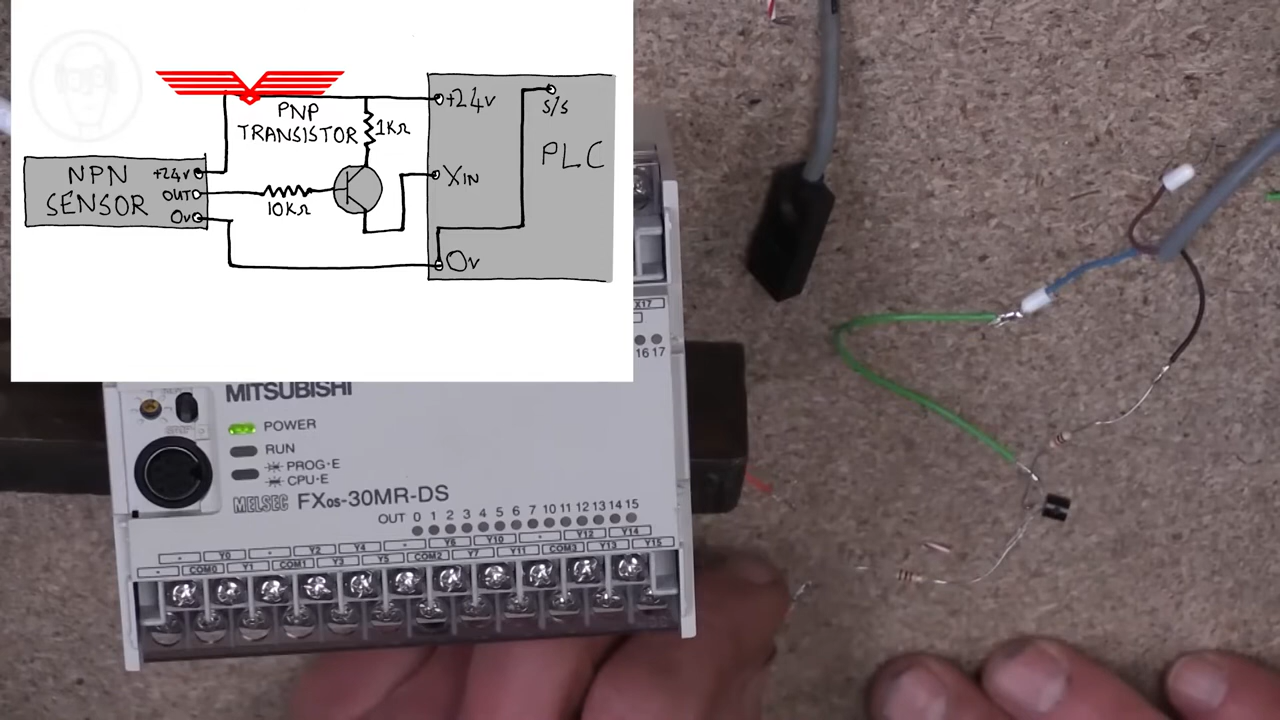 PNP
TRANSISTOR
1KΩ
+24v
S/S
PLC
NPN
SENSOR
+24v
OUT
0v
10KΩ
XIN
0v
X17
16 17
MITSUBISHI
POWER
RUN
PROG-E
CPU-E
MELSEC FX0S-30MR-DS
OUT 0 1 2 3 4 5 6 7 10 11 12 13 14 15
Y0 Y2 Y4 COM2 Y6 Y10 Y12 Y14
COM0 Y1 COM1 Y3 Y5 Y7 Y11 COM3 Y13 Y15